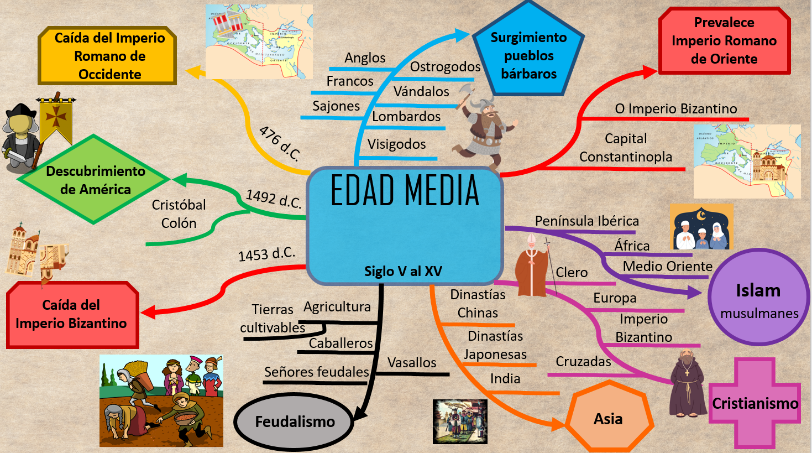 Caída del Imperio
Romano de
Occidente
476 d.C.
Anglos
Francos
Sajones
Ostrogodos
Vándalos
Lombardos
Visigodos
Surgimiento
pueblos
bárbaros
Prevalece
Imperio Romano
de Oriente
O Imperio Bizantino
Capital
Constantinopla
Descubrimiento
de América
1492 d.C.
Cristóbal
Colón
EDAD MEDIA
Siglo V al XV
1453 d.C.
Caída del
Imperio Bizantino
Península Ibérica
África
Medio Oriente
Islam
musulmanes
Clero
Europa
Imperio
Bizantino
Cruzadas
Cristianismo
Dinastías
Chinas
Dinastías
Japonesas
India
Asia
Tierras
cultivables
Agricultura
Caballeros
Señores feudales
Vasallos
Feudalismo